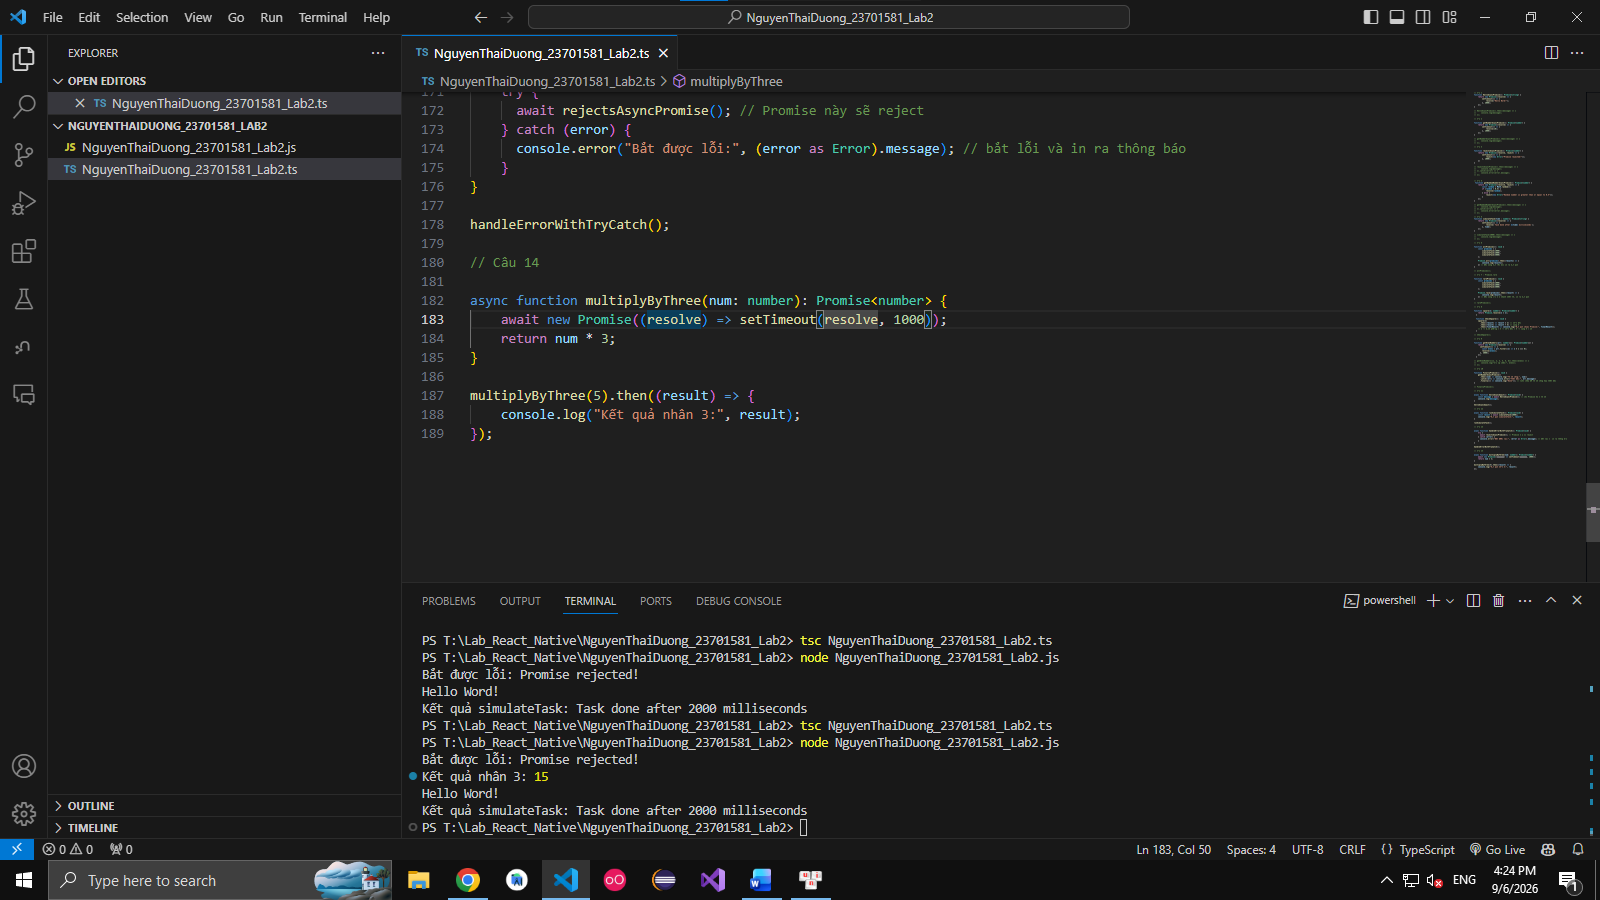 File Edit Selection View Go Run Terminal Help
NguyenThaiDuong_23701581_Lab2
EXPLORER
OPEN EDITORS
TS NguyenThaiDuong_23701581_Lab2.ts
NGUYENTHAIDUONG_23701581_LAB2
JS NguyenThaiDuong_23701581_Lab2.js
TS NguyenThaiDuong_23701581_Lab2.ts
OUTLINE
TIMELINE
TS NguyenThaiDuong_23701581_Lab2.ts
TS NguyenThaiDuong_23701581_Lab2.ts > multiplyByThree
171 try {
172 await rejectsAsyncPromise(); // Promise này sẽ reject
173 } catch (error) {
174 console.error("Bắt được lỗi:", (error as Error).message); // bắt lỗi và in ra thông báo
175 }
176 }
177
178 handleErrorWithTryCatch();
179
180 // Câu 14
181
182 async function multiplyByThree(num: number): Promise<number> {
183 await new Promise((resolve) => setTimeout(resolve, 1000));
184 return num * 3;
185 }
186
187 multiplyByThree(5).then((result) => {
188 console.log("Kết quả nhân 3:", result);
189 });
PROBLEMS OUTPUT TERMINAL PORTS DEBUG CONSOLE
powershell
PS T:\Lab_React_Native\NguyenThaiDuong_23701581_Lab2> tsc NguyenThaiDuong_23701581_Lab2.ts
PS T:\Lab_React_Native\NguyenThaiDuong_23701581_Lab2> node NguyenThaiDuong_23701581_Lab2.js
Bắt được lỗi: Promise rejected!
Hello Word!
Kết quả simulateTask: Task done after 2000 milliseconds
PS T:\Lab_React_Native\NguyenThaiDuong_23701581_Lab2> tsc NguyenThaiDuong_23701581_Lab2.ts
PS T:\Lab_React_Native\NguyenThaiDuong_23701581_Lab2> node NguyenThaiDuong_23701581_Lab2.js
Bắt được lỗi: Promise rejected!
Kết quả nhân 3: 15
Hello Word!
Kết quả simulateTask: Task done after 2000 milliseconds
PS T:\Lab_React_Native\NguyenThaiDuong_23701581_Lab2>
0 0 0
Ln 183, Col 50 Spaces: 4 UTF-8 CRLF {} TypeScript Go Live
Type here to search
ENG
4:24 PM
9/6/2026
1